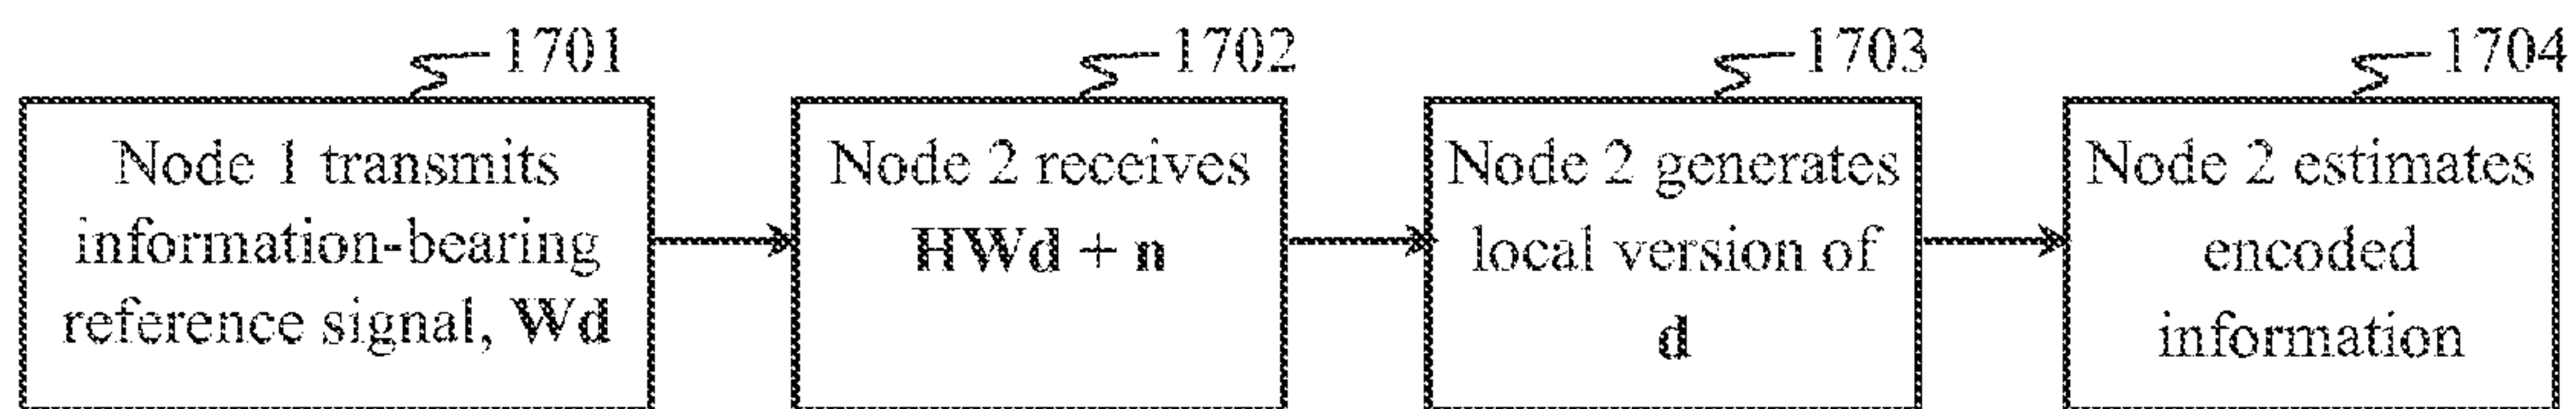 1701
1702
1703
1704
Node 1 transmits
information-bearing
reference signal, Wd
Node 2 receives
HWd + n
Node 2 generates
local version of
d
Node 2 estimates
encoded
information